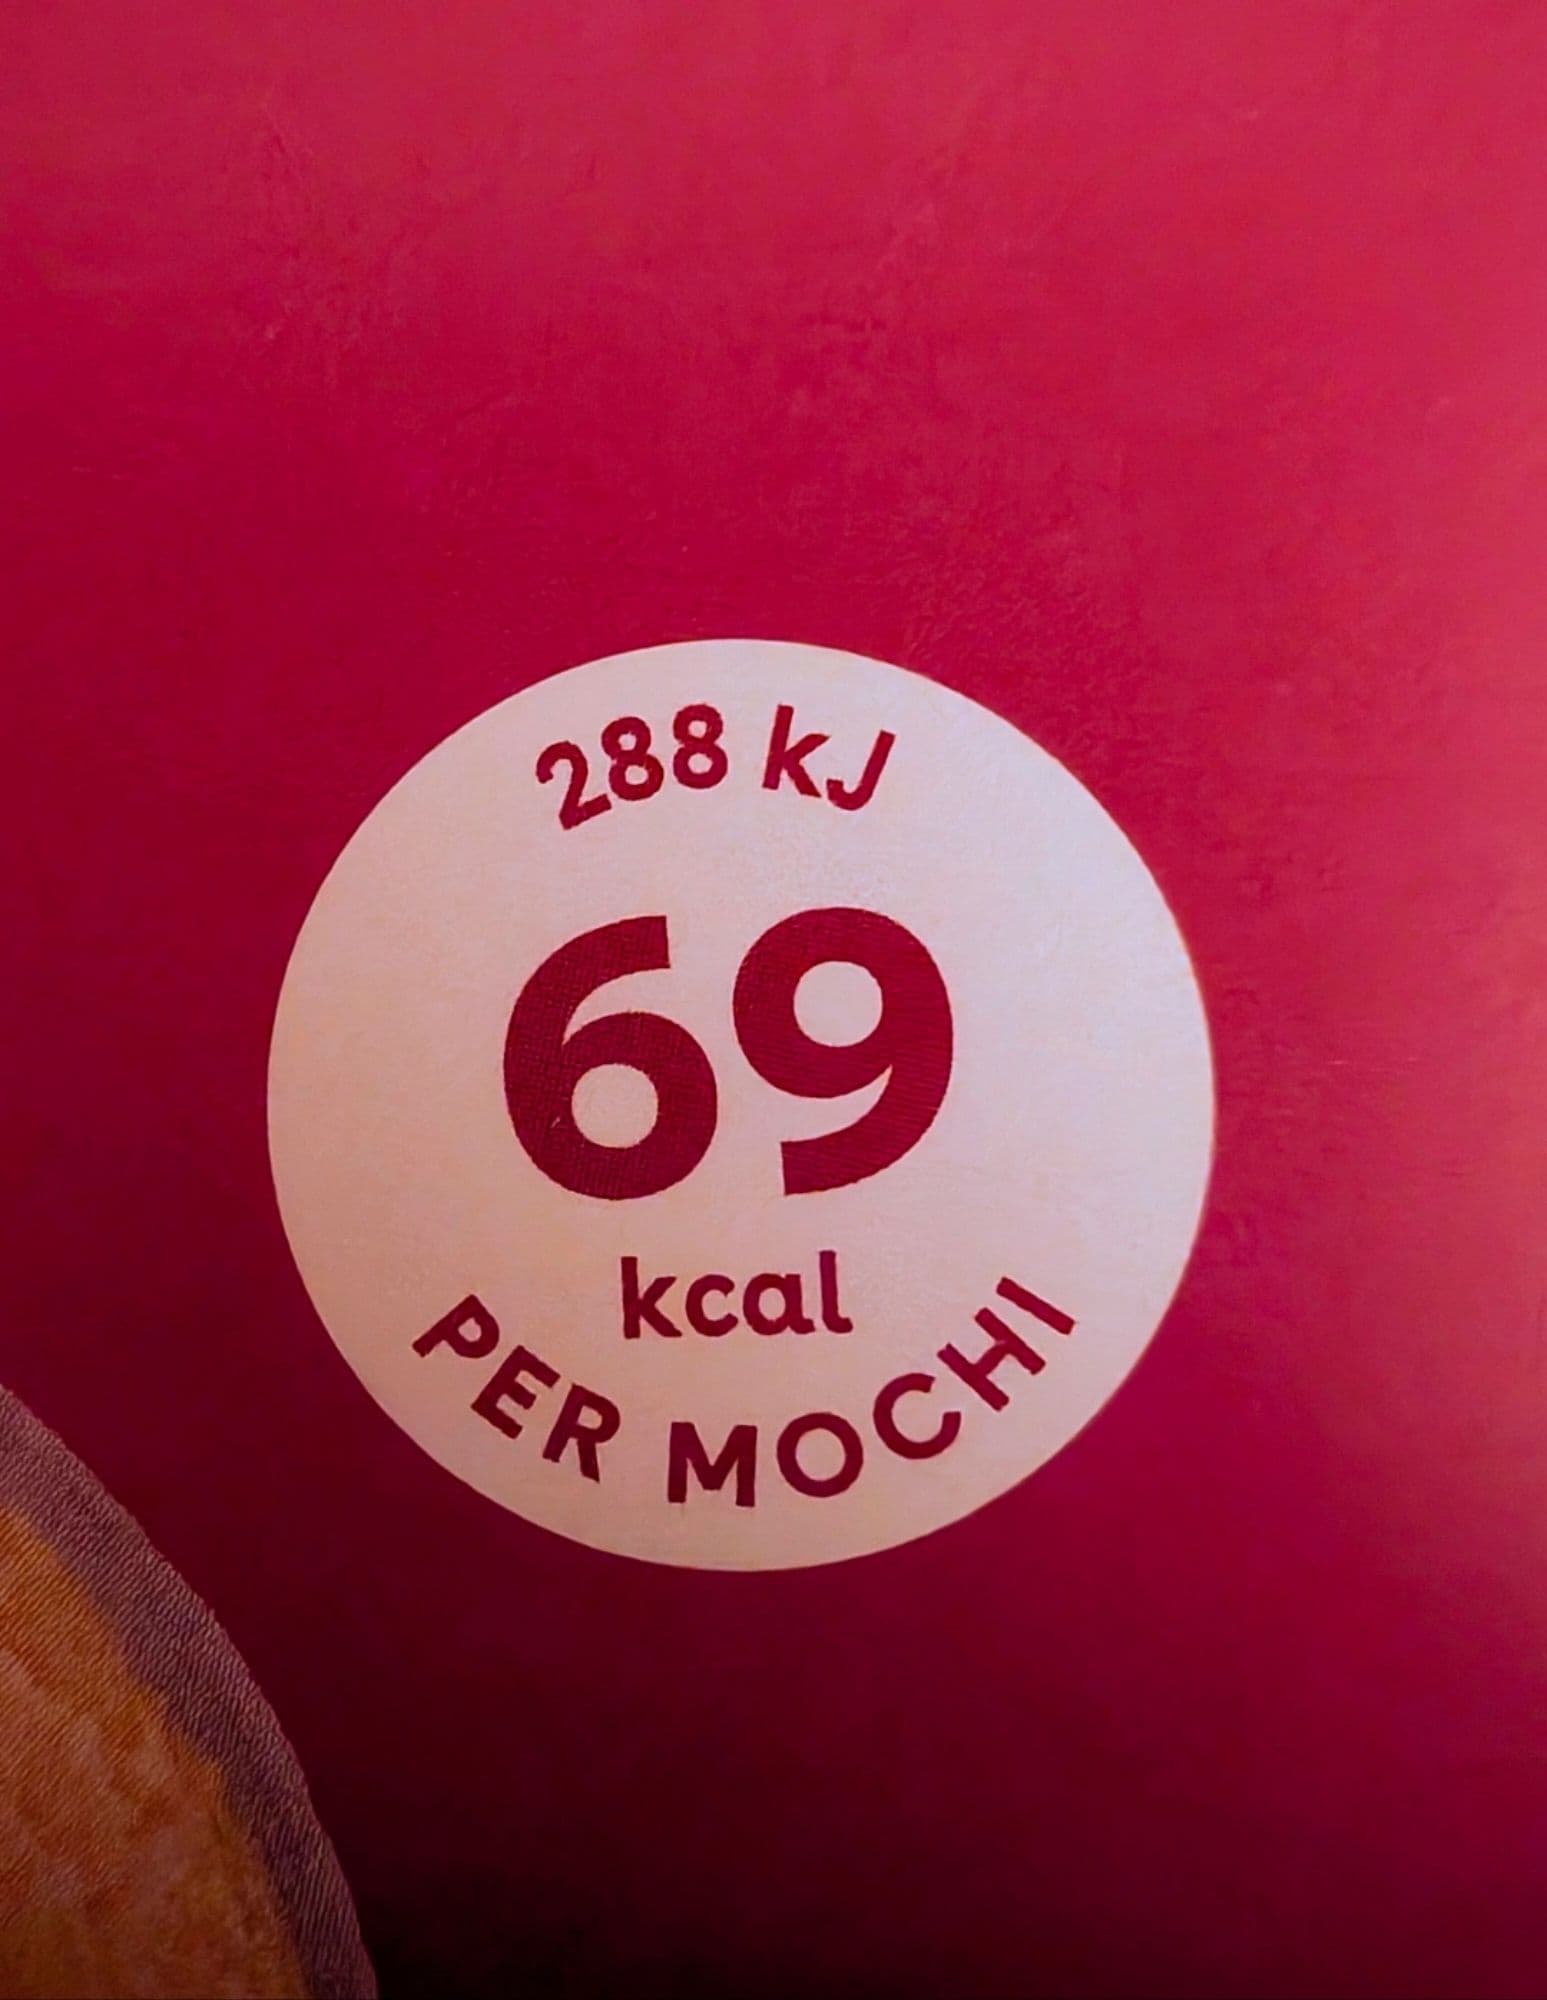 288 kJ
69
kcal
PER MOCHI